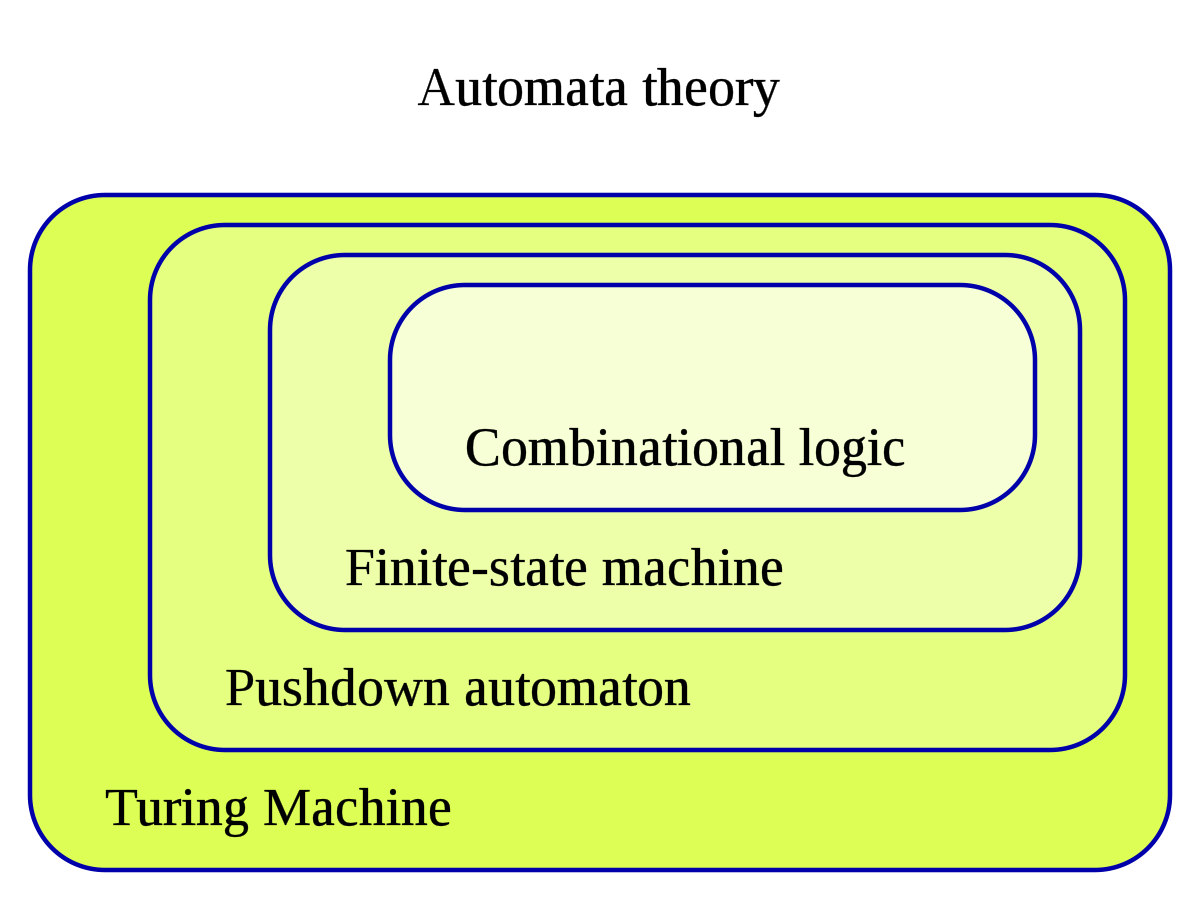 Automata theory
Combinational logic
Finite-state machine
Pushdown automaton
Turing Machine